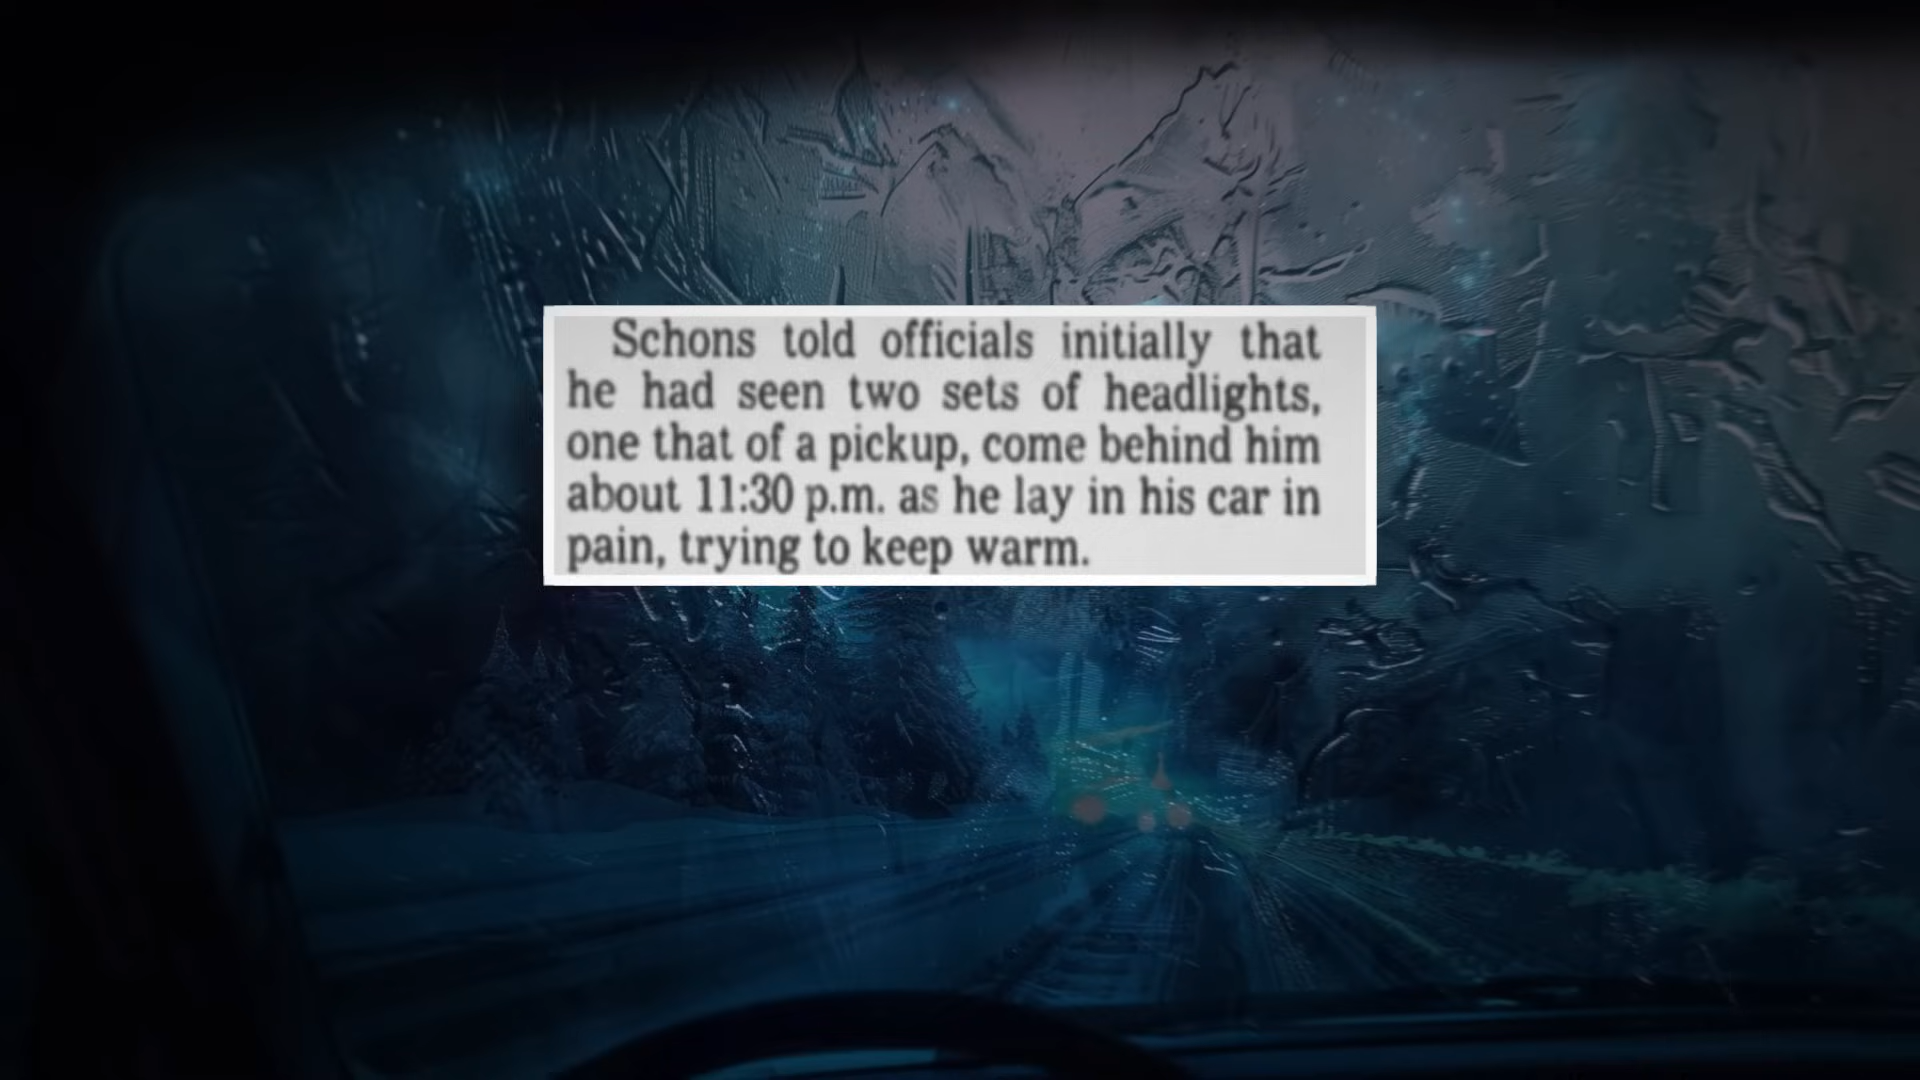 Schons told officials initially that
he had seen two sets of headlights,
one that of a pickup, come behind him
about 11:30 p.m. as he lay in his car in
pain, trying to keep warm.